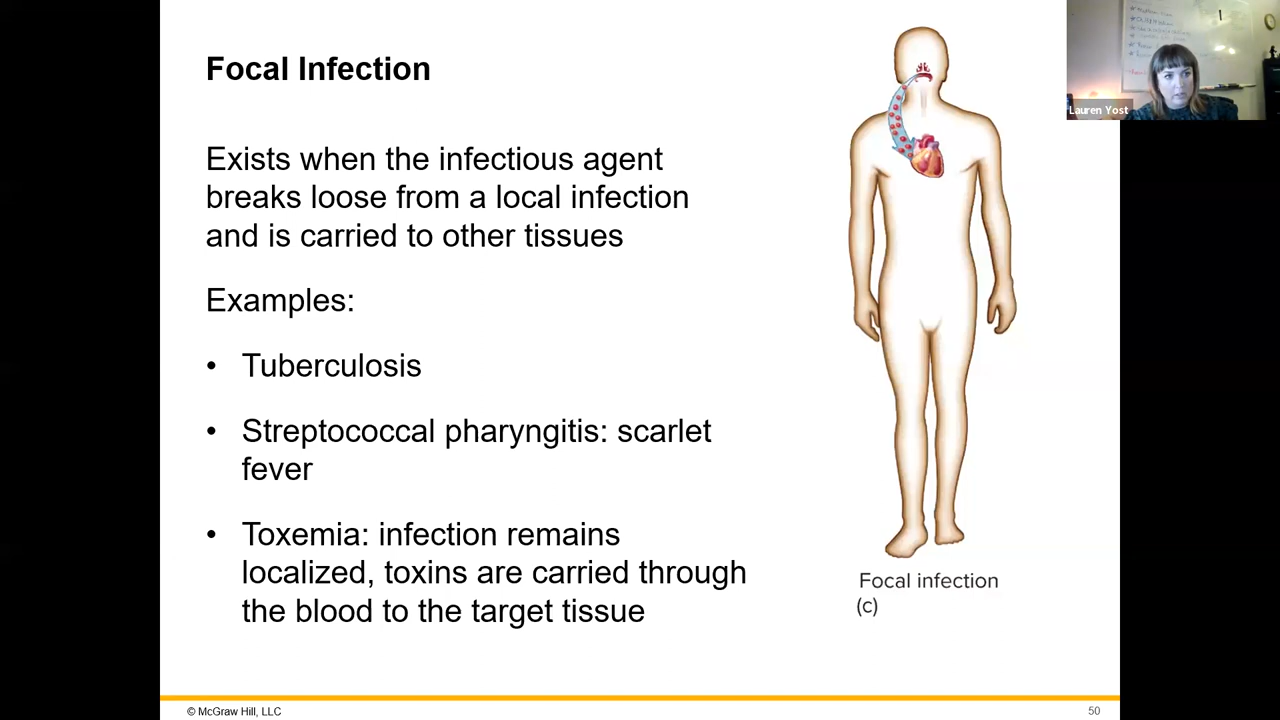 Focal Infection
Exists when the infectious agent
breaks loose from a local infection
and is carried to other tissues
Examples:
• Tuberculosis
• Streptococcal pharyngitis: scarlet
fever
• Toxemia: infection remains
localized, toxins are carried through
the blood to the target tissue
Focal infection
(c)
Lauren Yost
© McGraw Hill, LLC
50